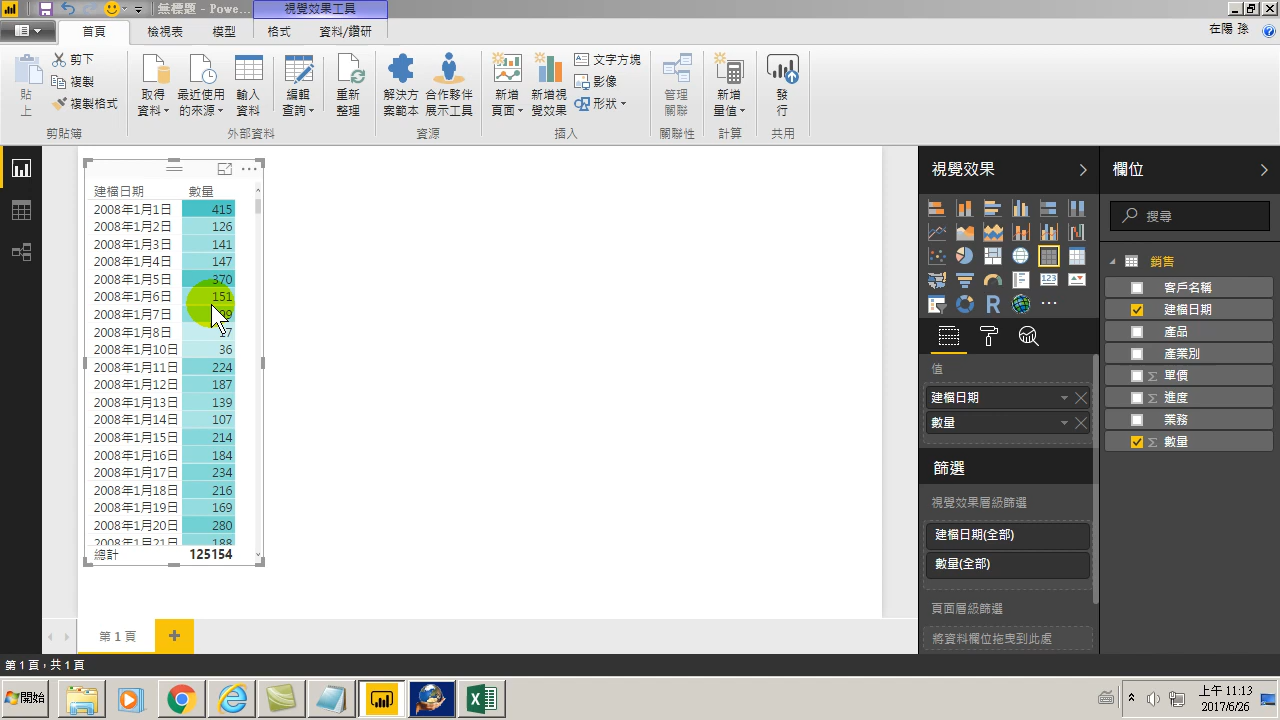 無標題 - Powe...
視覺效果工具
首頁
檢視表
模型
格式
資料/鑽研
在陽 孫
貼上
剪下
複製
複製格式
剪貼簿
取得資料
最近使用的來源
輸入資料
編輯查詢
重新整理
外部資料
解決方案範本
合作夥伴展示工具
資源
新增頁面
新增視覺效果
文字方塊
影像
形狀
插入
管理關聯
關聯性
新增量值
計算
發行
共用
建檔日期 數量
2008年1月1日 415
2008年1月2日 126
2008年1月3日 141
2008年1月4日 147
2008年1月5日 370
2008年1月6日 151
2008年1月7日
2008年1月8日
2008年1月10日 36
2008年1月11日 224
2008年1月12日 187
2008年1月13日 139
2008年1月14日 107
2008年1月15日 214
2008年1月16日 184
2008年1月17日 234
2008年1月18日 216
2008年1月19日 169
2008年1月20日 280
2008年1月21日 188
總計 125154
視覺效果
R
123
值
建檔日期
數量
篩選
視覺效果層級篩選
建檔日期(全部)
數量(全部)
頁面層級篩選
將資料欄位拖曳到此處
欄位
搜尋
銷售
客戶名稱
建檔日期
產品
產業別
Σ 單價
Σ 進度
業務
Σ 數量
第 1 頁
第 1 頁，共 1 頁
開始
上午 11:13
2017/6/26